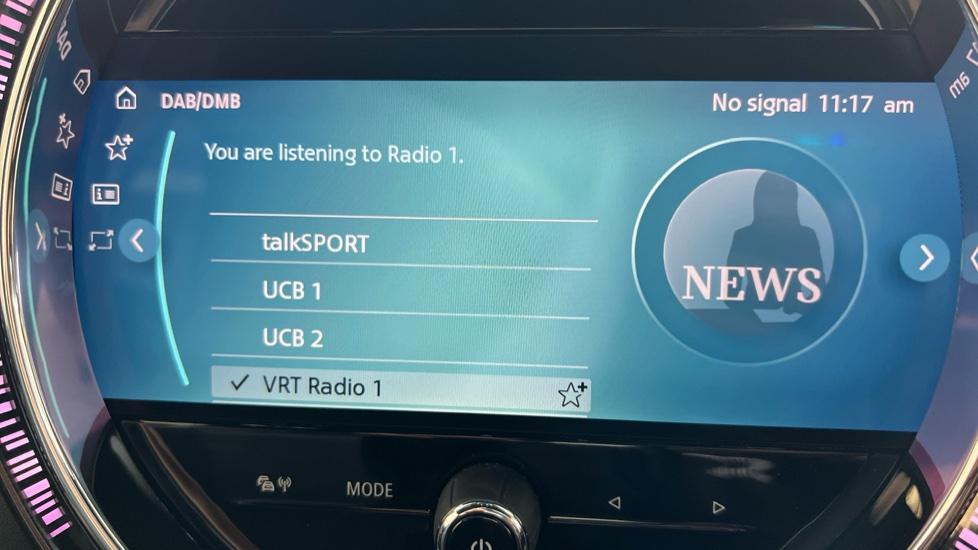 DAB/DMB
No signal 11:17 am
You are listening to Radio 1.
talkSPORT
UCB 1
UCB 2
VRT Radio 1
NEWS
MODE